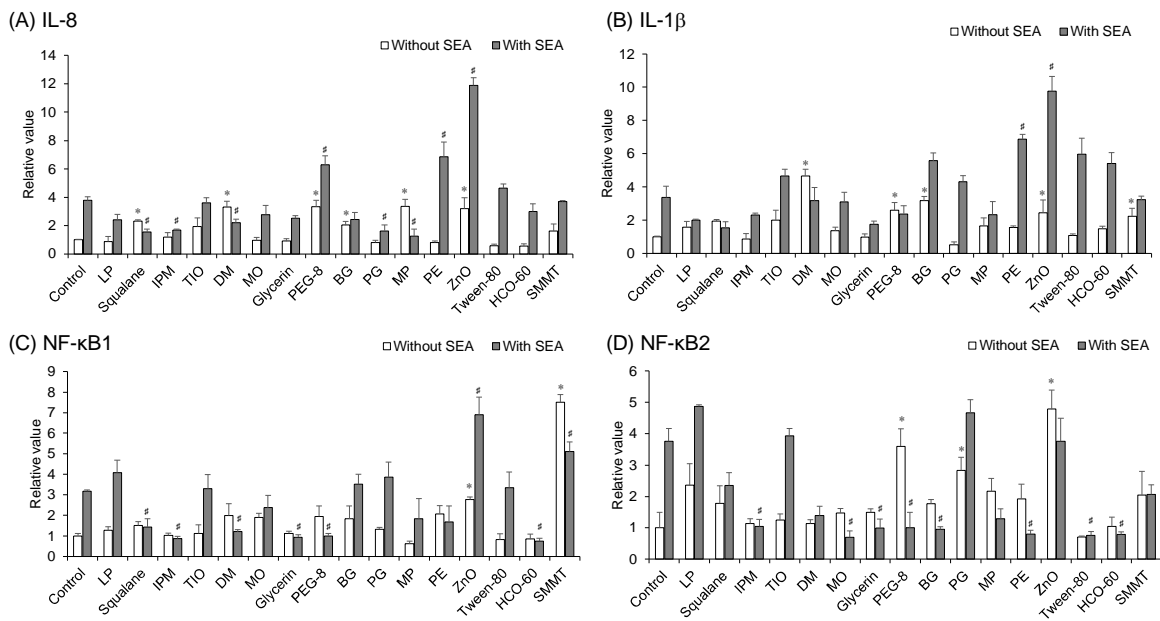 (A) IL-8
Without SEA With SEA
14
12
10
8
6
4
2
0
Relative value
* ♯ ♯ * ♯ * ♯ * ♯ * ♯ ♯ * ♯
Control LP Squalane IPM TIO DM MO Glycerin PEG-8 BG PG MP PE ZnO Tween-80 HCO-60 SMMT
(B) IL-1β
Without SEA With SEA
12
10
8
6
4
2
0
Relative value
* * * ♯ * ♯ *
Control LP Squalane IPM TIO DM MO Glycerin PEG-8 BG PG MP PE ZnO Tween-80 HCO-60 SMMT
(C) NF-κB1
Without SEA With SEA
9
8
7
6
5
4
3
2
1
0
Relative value
♯ ♯ ♯ ♯ ♯ * ♯ ♯ * ♯
Control LP Squalane IPM TIO DM MO Glycerin PEG-8 BG PG MP PE ZnO Tween-80 HCO-60 SMMT
(D) NF-κB2
Without SEA With SEA
6
5
4
3
2
1
0
Relative value
♯ ♯ ♯ * ♯ ♯ * ♯ * ♯ ♯
Control LP Squalane IPM TIO DM MO Glycerin PEG-8 BG PG MP PE ZnO Tween-80 HCO-60 SMMT